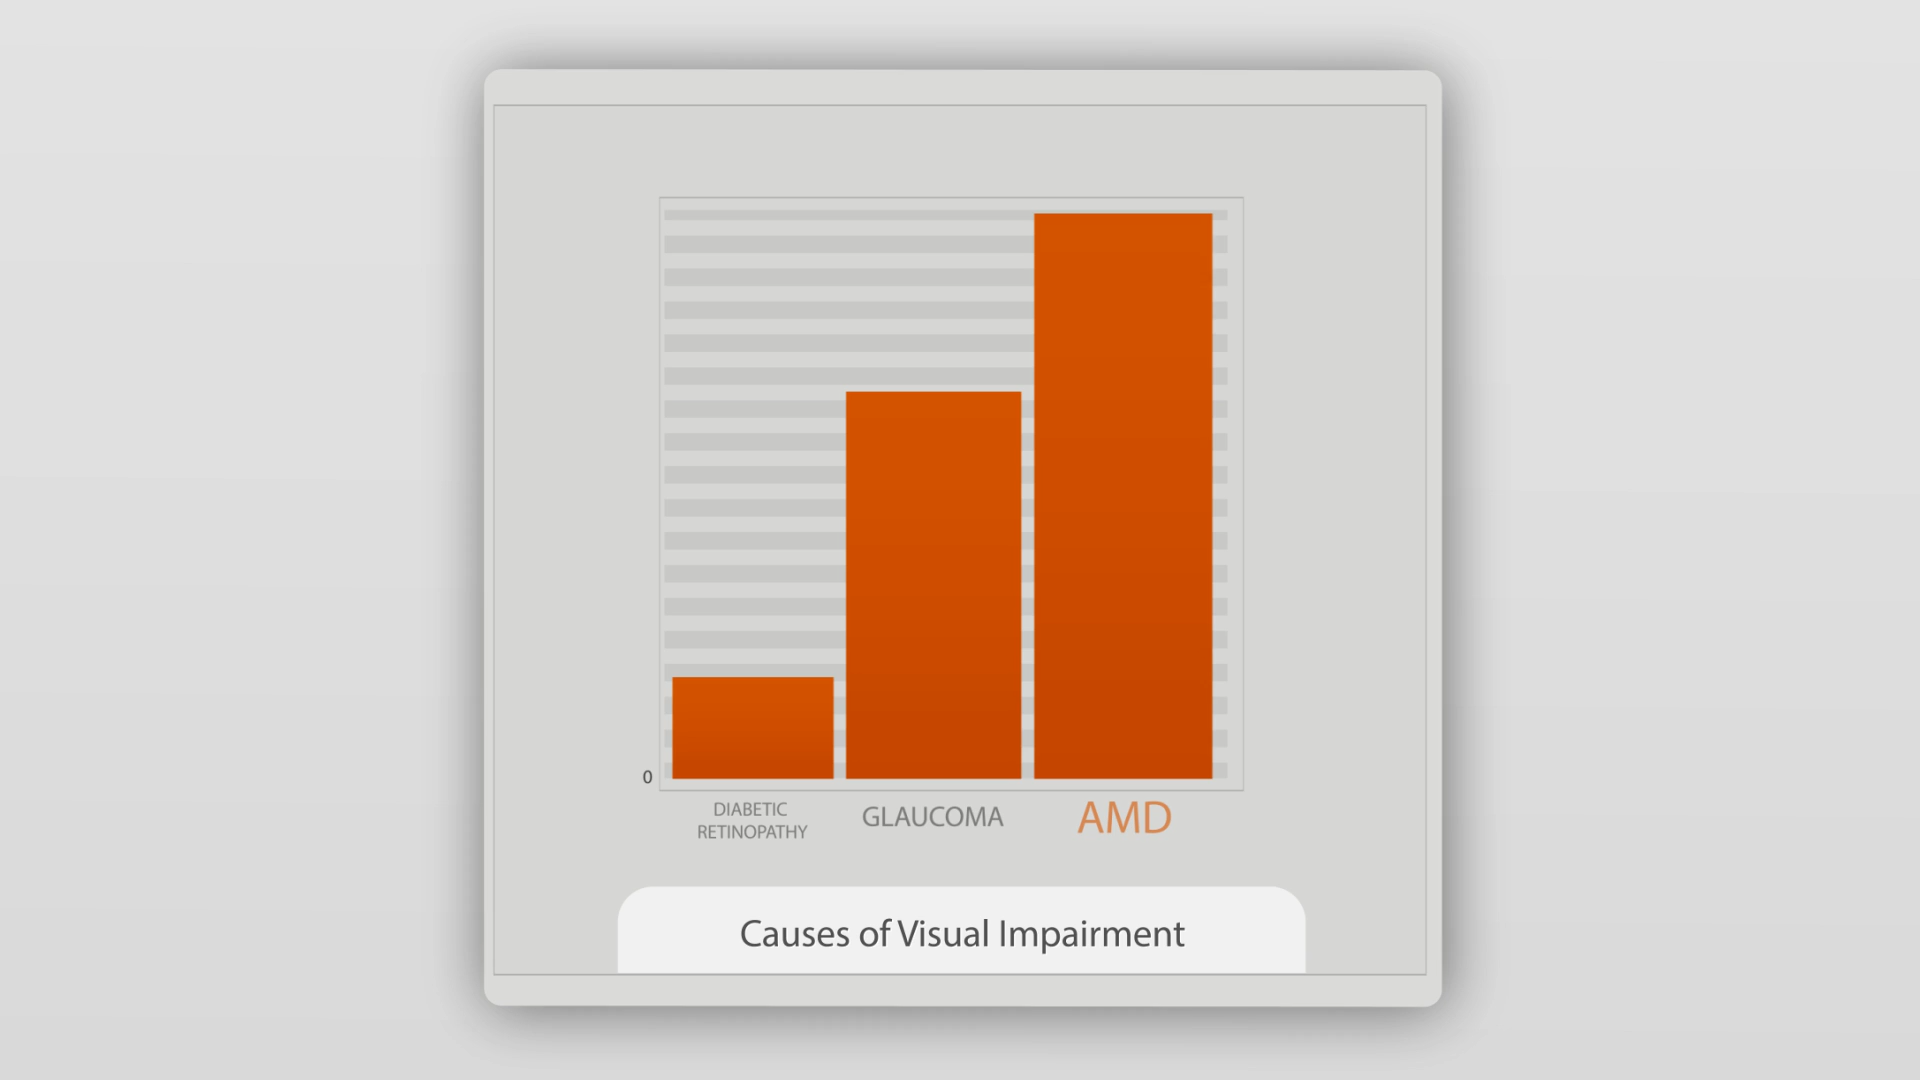 0
DIABETIC
RETINOPATHY
GLAUCOMA
AMD
Causes of Visual Impairment